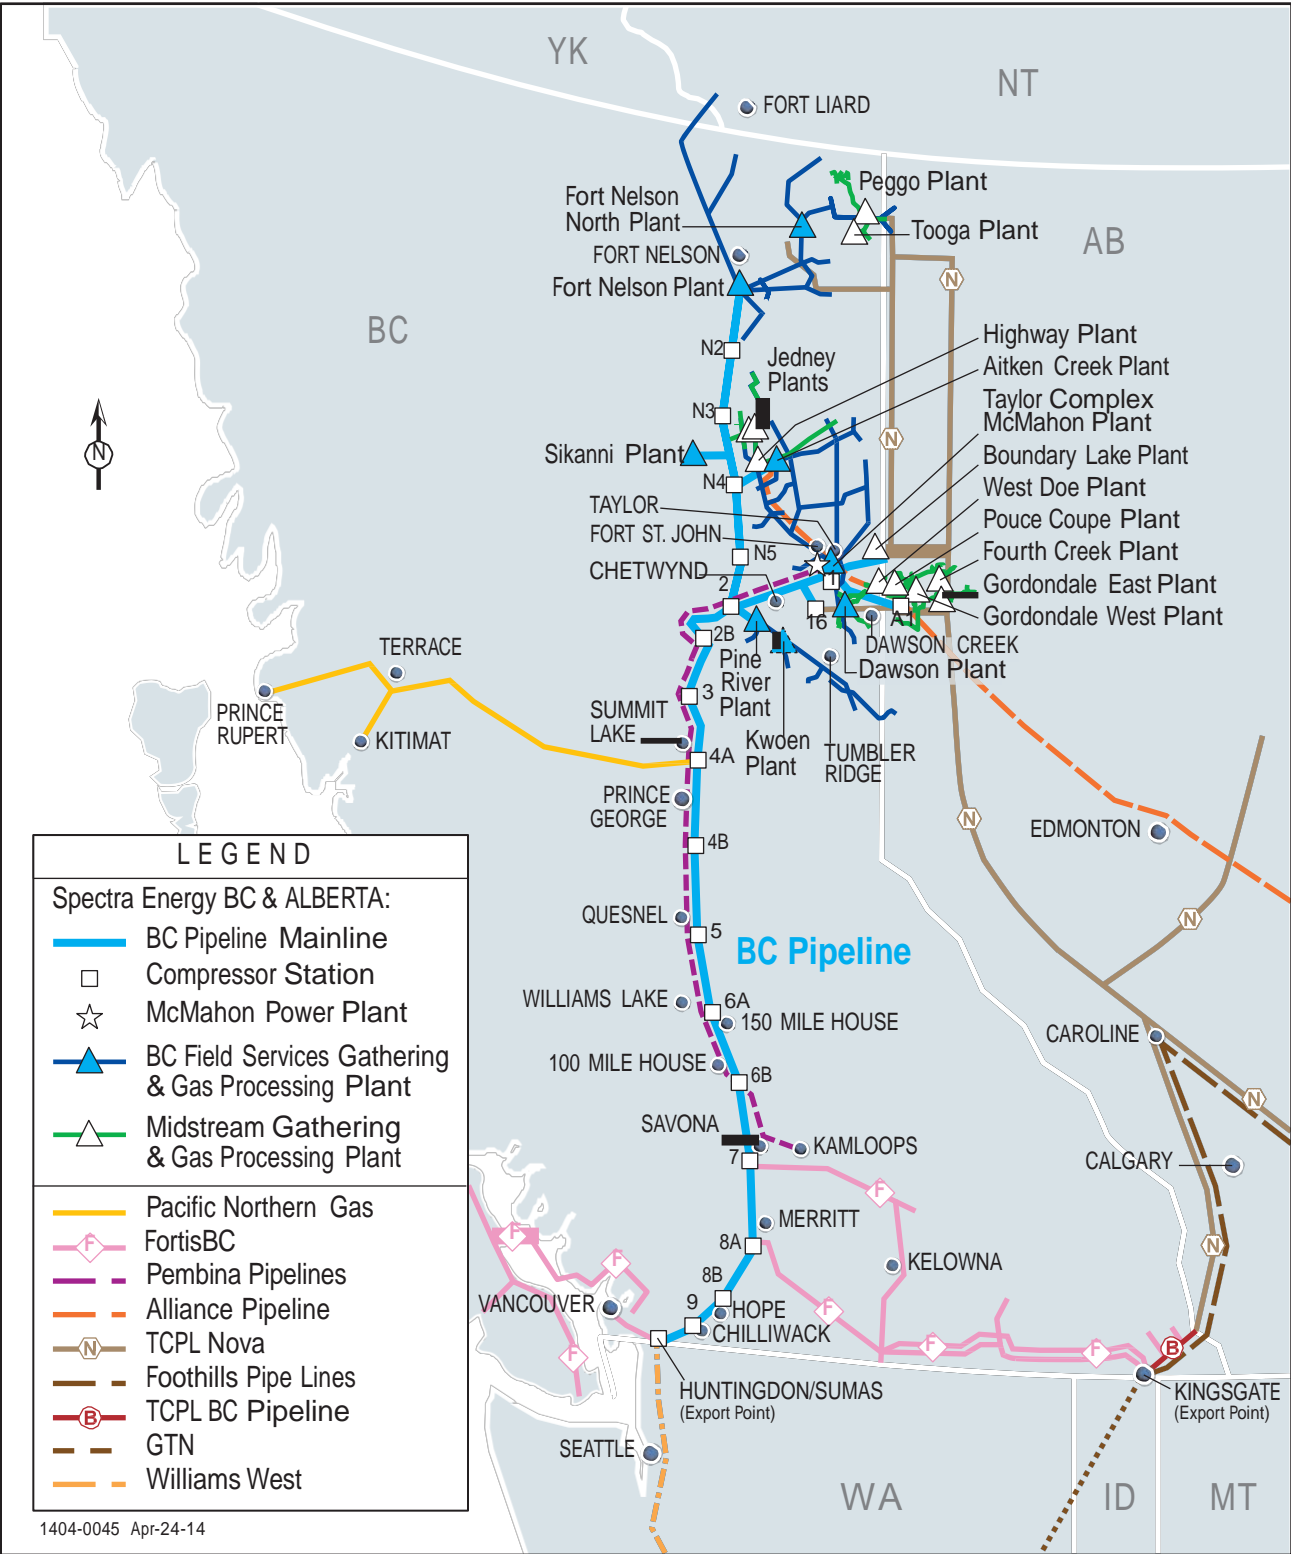 YK
NT
FORT LIARD
Peggo Plant
Fort Nelson
North Plant
Tooga Plant
AB
FORT NELSON
Fort Nelson Plant
N
BC
Highway Plant
N2
Jedney
Plants
Aitken Creek Plant
Taylor Complex
McMahon Plant
N3
N
N
Sikanni Plant
Boundary Lake Plant
N4
West Doe Plant
TAYLOR
Pouce Coupe Plant
FORT ST. JOHN
N5
Fourth Creek Plant
CHETWYND
1
Gordondale East Plant
2
16
A1
Gordondale West Plant
2B
DAWSON CREEK
Pine
River
Plant
Dawson Plant
TERRACE
3
PRINCE
RUPERT
SUMMIT
LAKE
KITIMAT
Kwoen
Plant
TUMBLER
RIDGE
4A
PRINCE
GEORGE
N
EDMONTON
4B
LEGEND
Spectra Energy BC & ALBERTA:
BC Pipeline Mainline
Compressor Station
McMahon Power Plant
BC Field Services Gathering
& Gas Processing Plant
Midstream Gathering
& Gas Processing Plant
Pacific Northern Gas
F
FortisBC
Pembina Pipelines
Alliance Pipeline
N
TCPL Nova
Foothills Pipe Lines
B
TCPL BC Pipeline
GTN
Williams West
QUESNEL
5
BC Pipeline
N
WILLIAMS LAKE
6A
150 MILE HOUSE
CAROLINE
100 MILE HOUSE
6B
N
SAVONA
KAMLOOPS
7
CALGARY
F
MERRITT
8A
F
N
F
KELOWNA
8B
VANCOUVER
9
HOPE
F
CHILLIWACK
F
F
F
B
HUNTINGDON/SUMAS
(Export Point)
KINGSGATE
(Export Point)
SEATTLE
WA
ID
MT
1404-0045 Apr-24-14